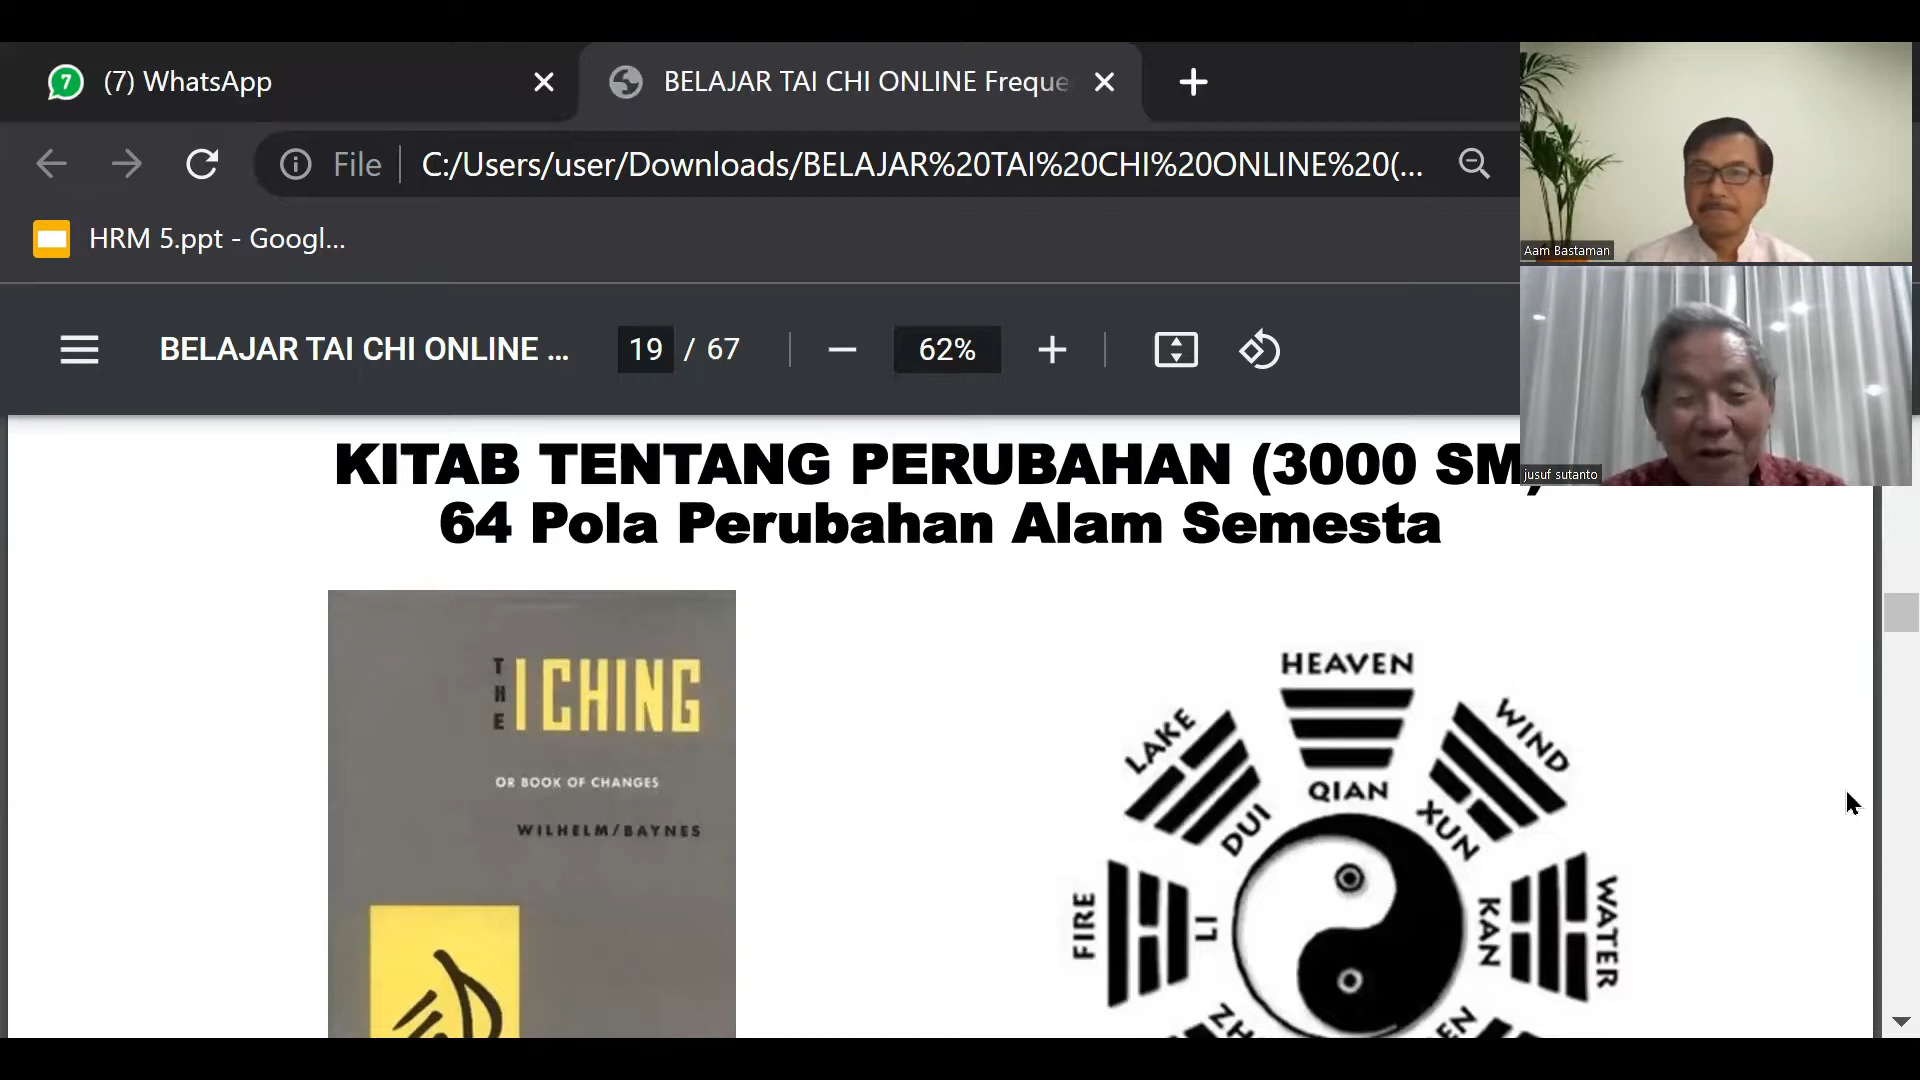 (7) WhatsApp
BELAJAR TAI CHI ONLINE Freque
File
C:/Users/user/Downloads/BELAJAR%20TAI%20CHI%20ONLINE%20(...
HRM 5.ppt - Googl...
BELAJAR TAI CHI ONLINE ...
19 / 67
62%
Aam Bastaman
jusuf sutanto
KITAB TENTANG PERUBAHAN (3000 SM)
64 Pola Perubahan Alam Semesta
THE
I CHING
OR BOOK OF CHANGES
WILHELM/BAYNES
HEAVEN
QIAN
LAKE
DUI
WIND
XUN
FIRE
LI
WATER
KAN